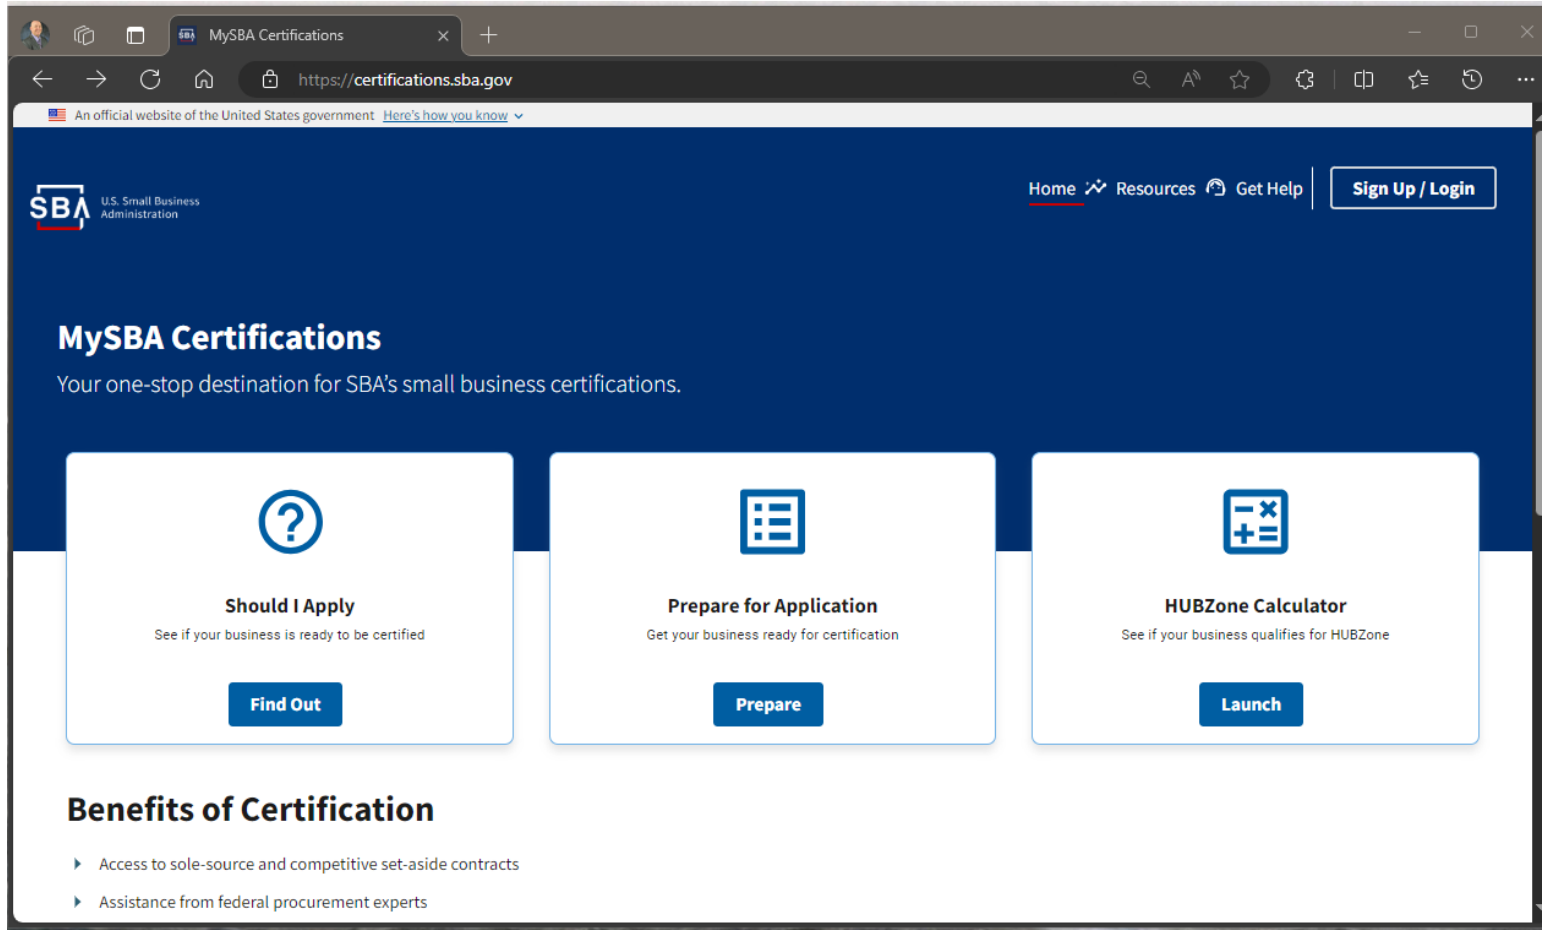 MySBA Certifications
https://certifications.sba.gov
An official website of the United States government Here's how you know
SBA
U.S. Small Business
Administration
Home Resources Get Help Sign Up / Login
MySBA Certifications
Your one-stop destination for SBA's small business certifications.
Should I Apply
See if your business is ready to be certified
Find Out
Prepare for Application
Get your business ready for certification
Prepare
HUBZone Calculator
See if your business qualifies for HUBZone
Launch
Benefits of Certification
Access to sole-source and competitive set-aside contracts
Assistance from federal procurement experts